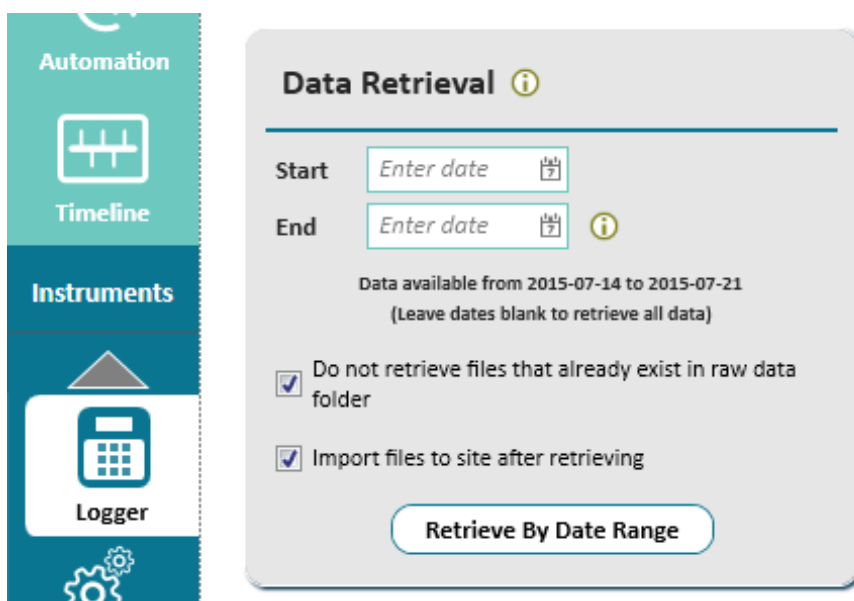 Automation
Timeline
Instruments
Logger
Data Retrieval
Start Enter date 7
End Enter date 7
Data available from 2015-07-14 to 2015-07-21
(Leave dates blank to retrieve all data)
Do not retrieve files that already exist in raw data
folder
Import files to site after retrieving
Retrieve By Date Range